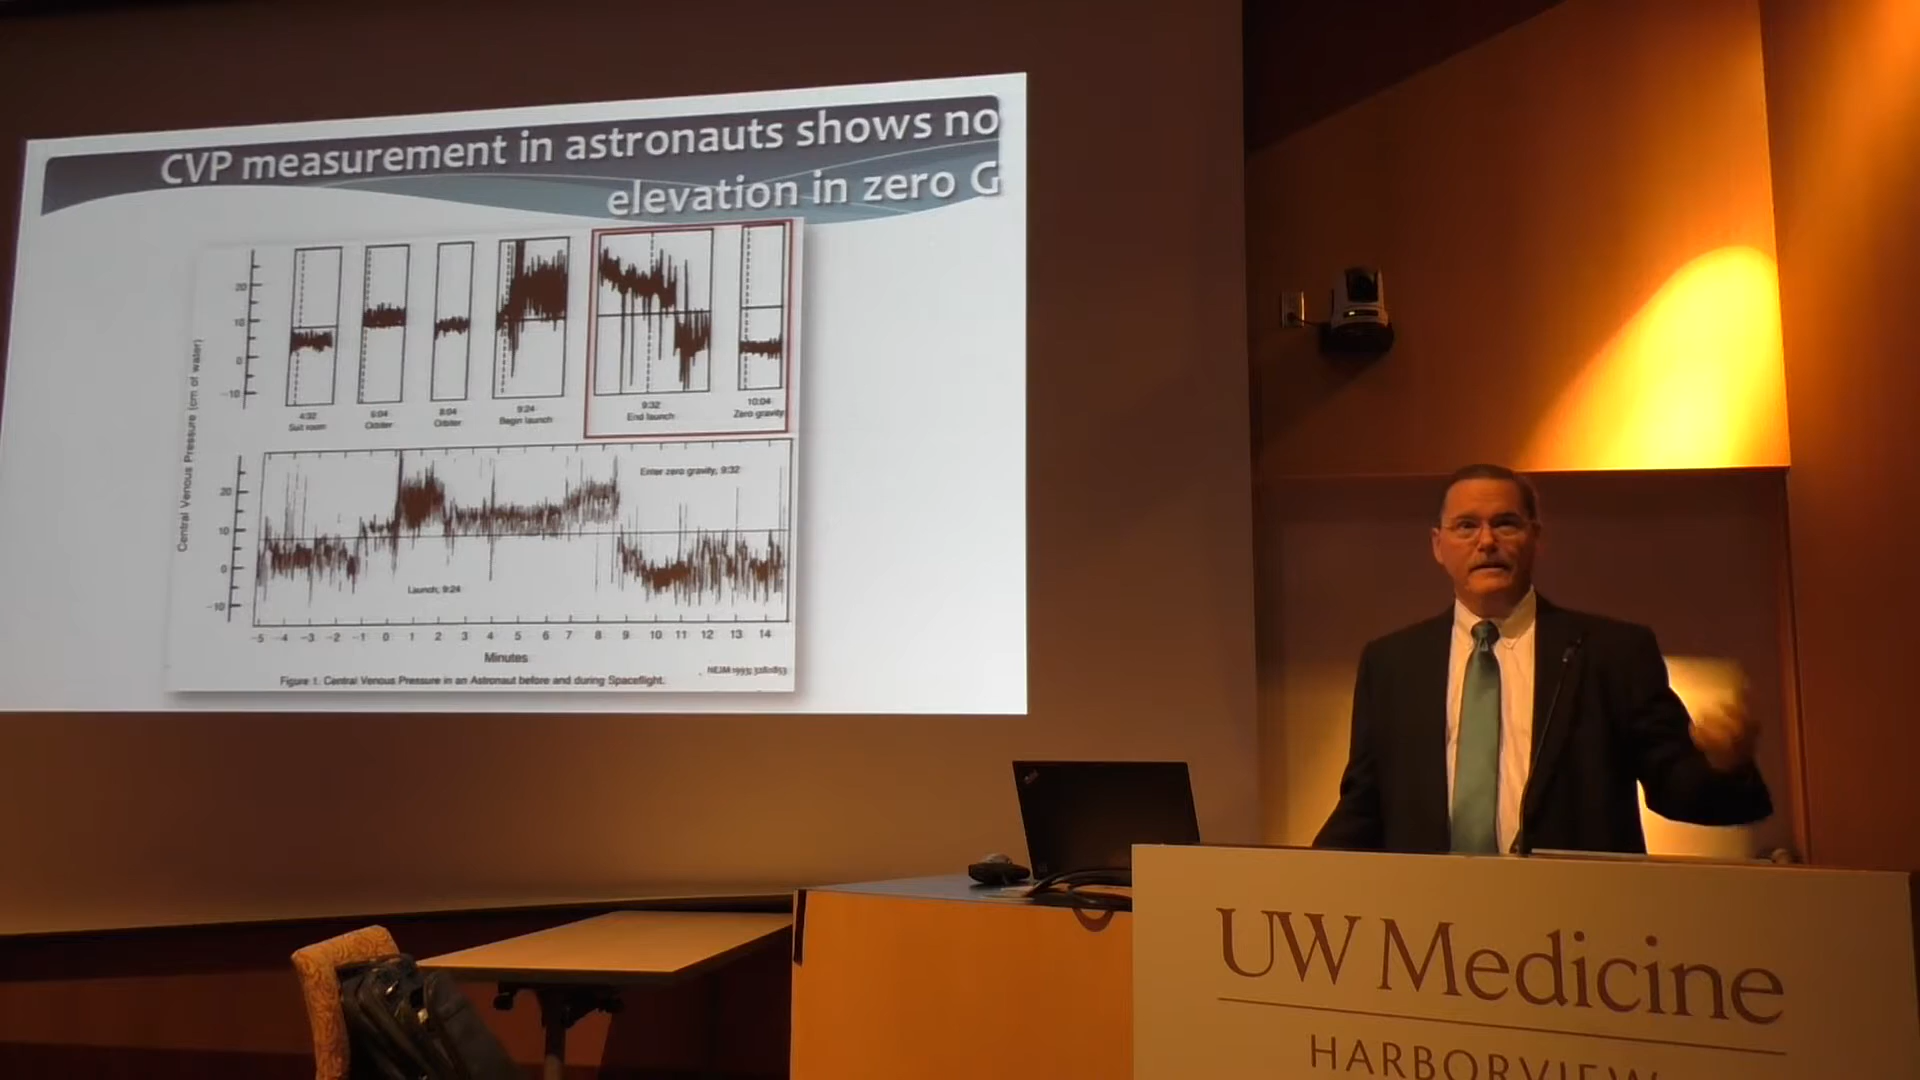 CVP measurement in astronauts shows no
elevation in zero G
Central Venous Pressure (cm of water)
20
10
0
-10
4:32
Suit room
6:04
Orbiter
8:04
Orbiter
9:24
Begin launch
9:32
End launch
10:04
Zero gravity
20
10
0
-10
Enter zero gravity, 9:32
Launch, 9:24
-5 -4 -3 -2 -1 0 1 2 3 4 5 6 7 8 9 10 11 12 13 14
Minutes
NEJM 1993;
Figure 1. Central Venous Pressure in an Astronaut before and during Spaceflight.
UW Medicine
HARBORVIEW